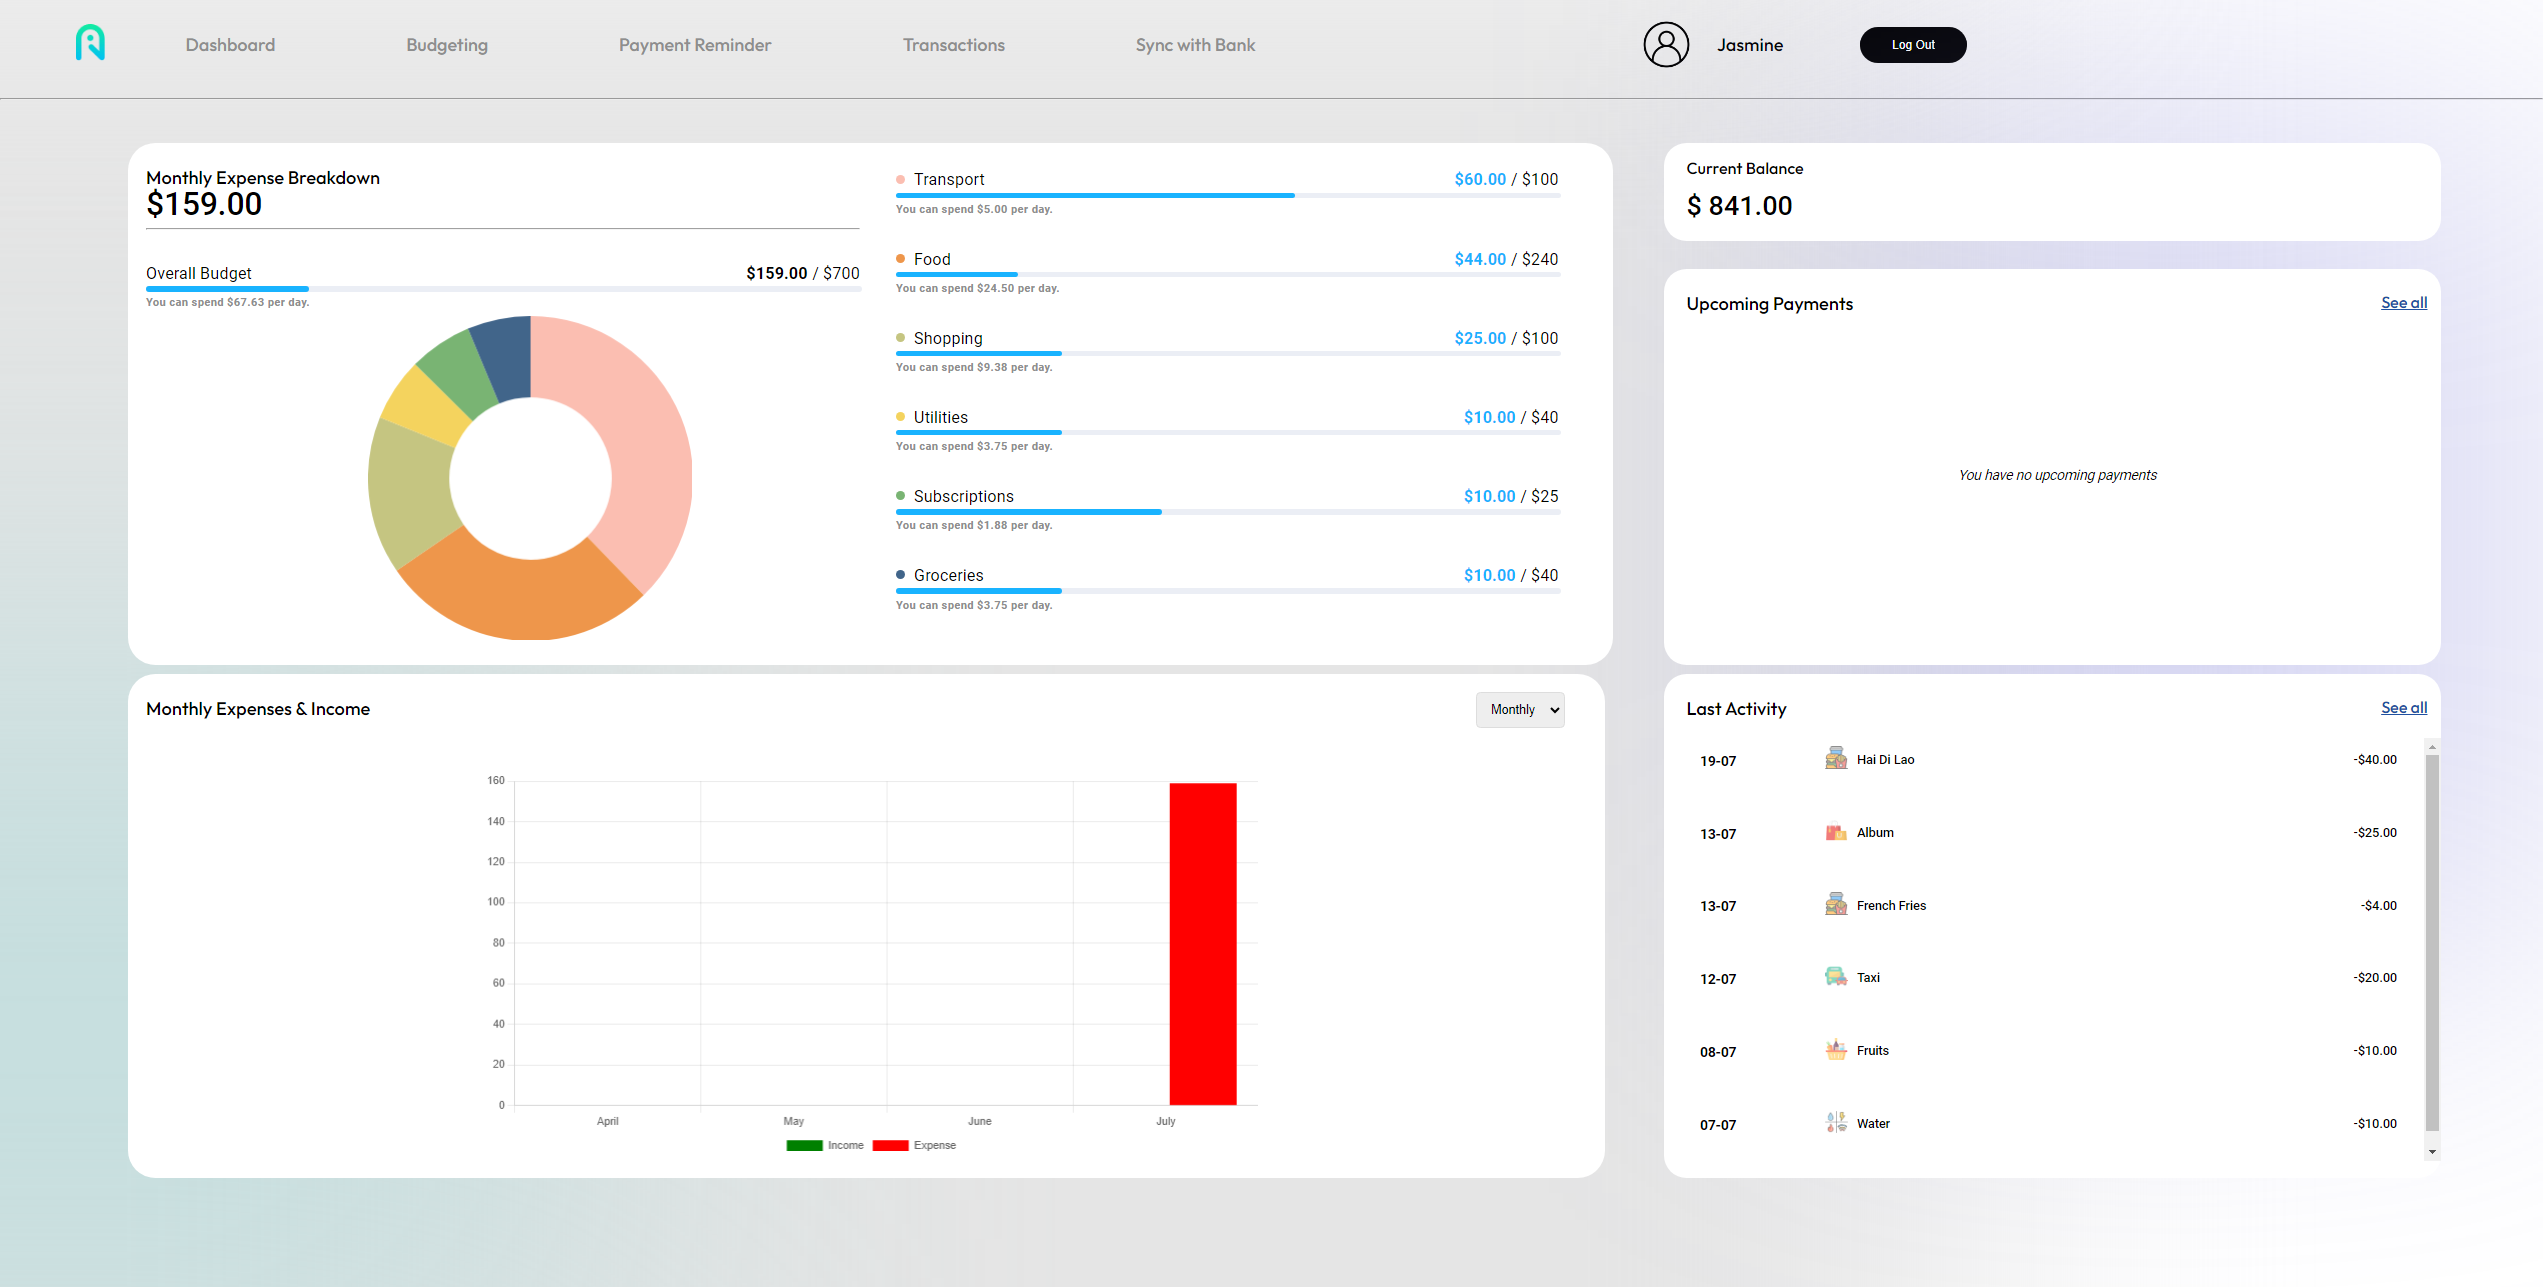 Dashboard
Budgeting
Payment Reminder
Transactions
Sync with Bank
Jasmine
Log Out
Monthly Expense Breakdown
$159.00
Overall Budget
$159.00 / $700
You can spend $67.63 per day.
Transport
$60.00 / $100
You can spend $5.00 per day.
Food
$44.00 / $240
You can spend $24.50 per day.
Shopping
$25.00 / $100
You can spend $9.38 per day.
Utilities
$10.00 / $40
You can spend $3.75 per day.
Subscriptions
$10.00 / $25
You can spend $1.88 per day.
Groceries
$10.00 / $40
You can spend $3.75 per day.
Current Balance
$ 841.00
Upcoming Payments
See all
You have no upcoming payments
Monthly Expenses & Income
Monthly
160
140
120
100
80
60
40
20
0
April
May
June
July
Income
Expense
Last Activity
See all
19-07 Hai Di Lao -$40.00
13-07 Album -$25.00
13-07 French Fries -$4.00
12-07 Taxi -$20.00
08-07 Fruits -$10.00
07-07 Water -$10.00